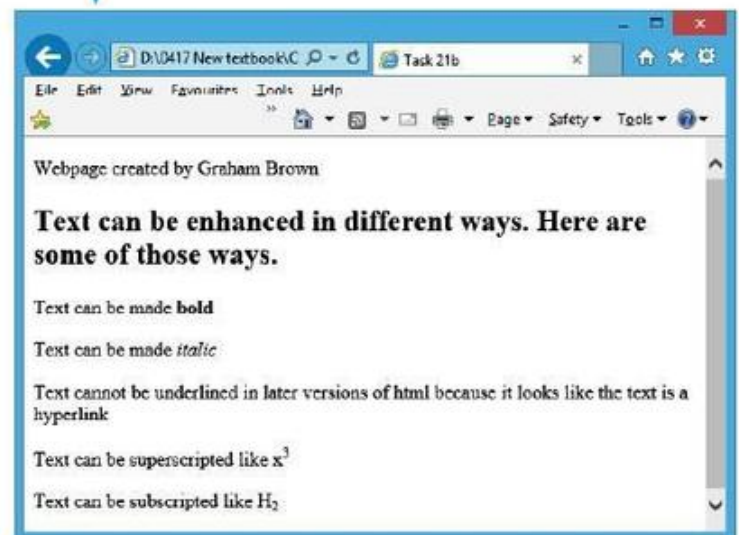 D:\0417 New textbook\C
Task 21b
File Edit View Favourites Tools Help
Page Safety Tools
Webpage created by Graham Brown
Text can be enhanced in different ways. Here are
some of those ways.
Text can be made bold
Text can be made italic
Text cannot be underlined in later versions of html because it looks like the text is a
hyperlink
Text can be superscripted like x³
Text can be subscripted like H₂